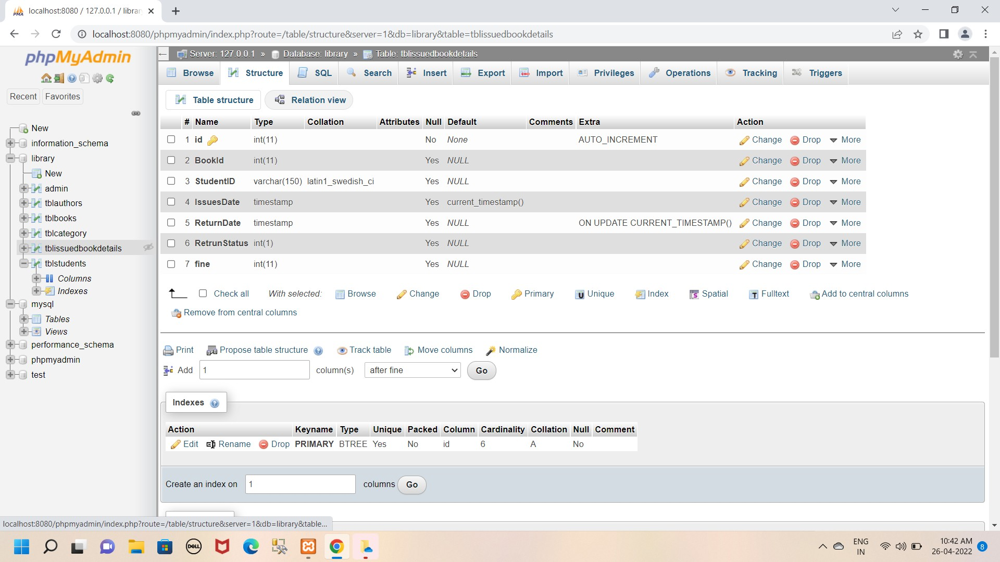 localhost:8080 / 127.0.0.1 / librar
localhost:8080/phpmyadmin/index.php?route=/table/structure&server=1&db=library&table=tblissuedbookdetails
phpMyAdmin
Recent Favorites
New
information_schema
library
New
admin
tblauthors
tblbooks
tblcategory
tblissuedbookdetails
tblstudents
Columns
Indexes
mysql
Tables
Views
performance_schema
phpmyadmin
test
Server: 127.0.0.1 » Database: library » Table: tblissuedbookdetails
Browse Structure SQL Search Insert Export Import Privileges Operations Tracking Triggers
Table structure Relation view
# Name Type Collation Attributes Null Default Comments Extra Action
1 id int(11) No None AUTO_INCREMENT Change Drop More
2 BookId int(11) Yes NULL Change Drop More
3 StudentID varchar(150) latin1_swedish_ci Yes NULL Change Drop More
4 IssuesDate timestamp Yes current_timestamp() Change Drop More
5 ReturnDate timestamp Yes NULL ON UPDATE CURRENT_TIMESTAMP() Change Drop More
6 RetrunStatus int(1) Yes NULL Change Drop More
7 fine int(11) Yes NULL Change Drop More
Check all With selected: Browse Change Drop Primary Unique Index Spatial Fulltext Add to central columns
Remove from central columns
Print Propose table structure Track table Move columns Normalize
Add 1 column(s) after fine Go
Indexes
Action Keyname Type Unique Packed Column Cardinality Collation Null Comment
Edit Rename Drop PRIMARY BTREE Yes No id 6 A No
Create an index on 1 columns Go
localhost:8080/phpmyadmin/index.php?route=/table/structure&server=1&db=library&table...
DELL
ENG
IN
10:42 AM
26-04-2022
8